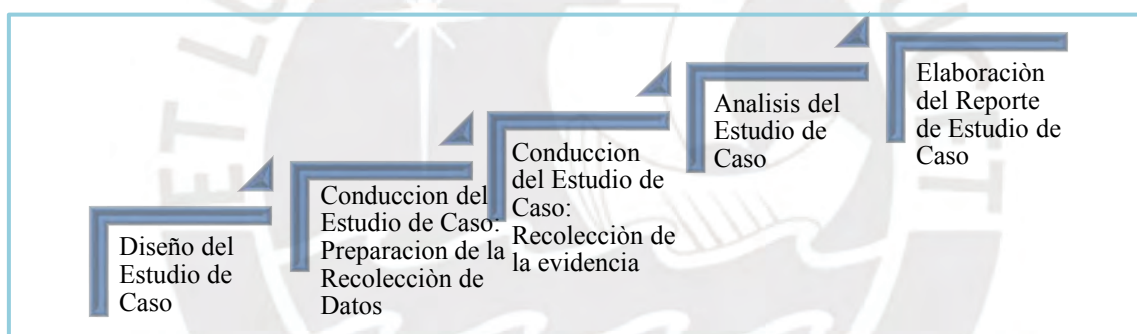 Diseño del
Estudio de
Caso
Conduccion del
Estudio de Caso:
Preparacion de la
Recolecciòn de
Datos
Conduccion
del Estudio de
Caso:
Recolecciòn de
la evidencia
Analisis del
Estudio de
Caso
Elaboraciòn
del Reporte
de Estudio de
Caso